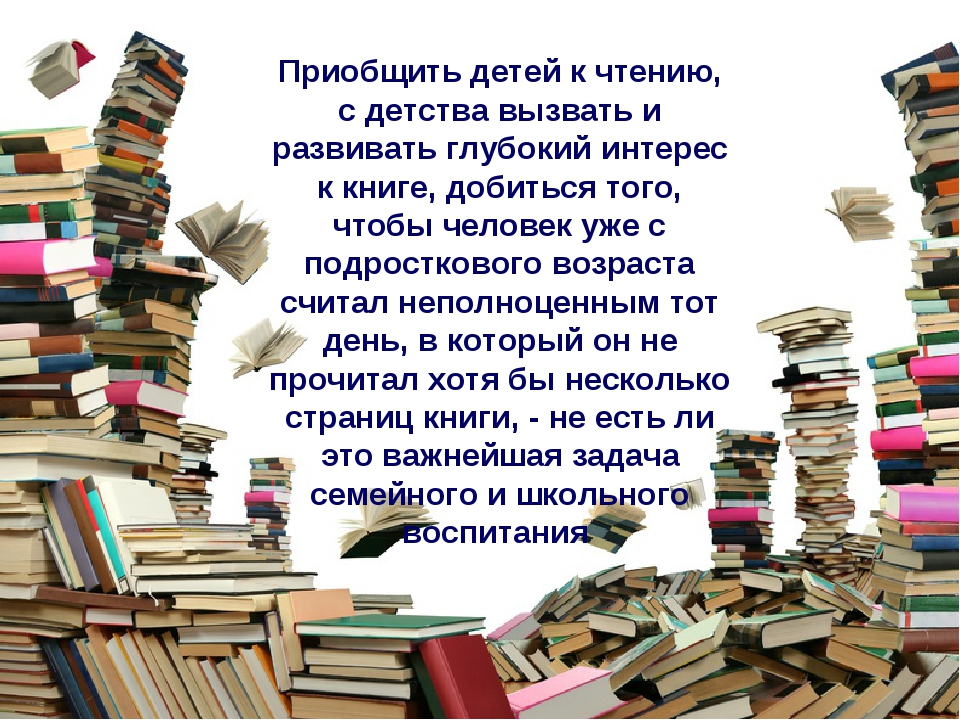 Приобщить детей к чтению,
с детства вызвать и
развивать глубокий интерес
к книге, добиться того,
чтобы человек уже с
подросткового возраста
считал неполноценным тот
день, в который он не
прочитал хотя бы несколько
страниц книги, - не есть ли
это важнейшая задача
семейного и школьного
воспитания